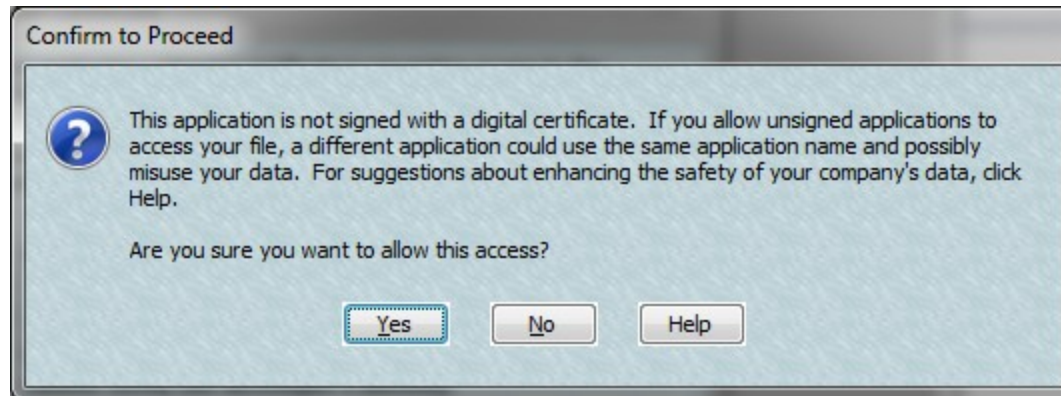 Confirm to Proceed
This application is not signed with a digital certificate.  If you allow unsigned applications to
access your file, a different application could use the same application name and possibly
misuse your data.  For suggestions about enhancing the safety of your company's data, click
Help.
Are you sure you want to allow this access?
Yes No Help